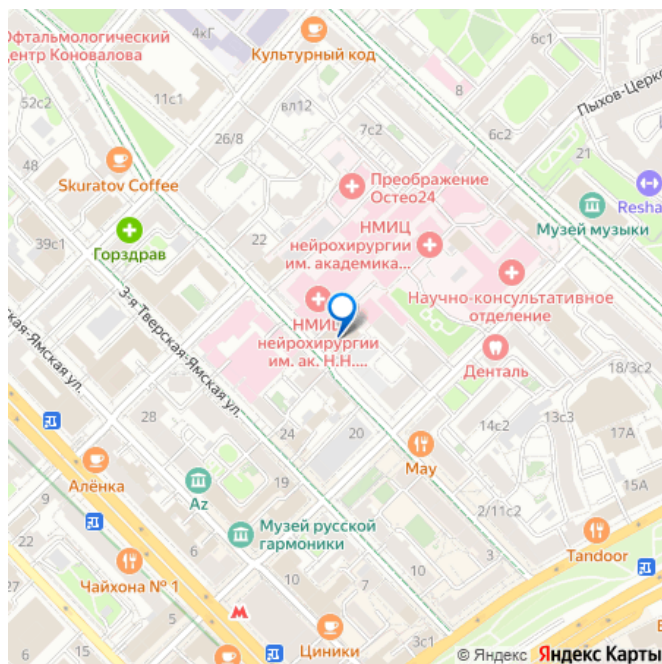 Офтальмологический
центр Коновалова
4кГ
Культурный код
6с1
52с2
11с1
вл12
8
Пыхов-Церко
7с2
26/8
6с2
21
48
Skuratov Coffee
Преображение
Остео24
Resha
Музей музыки
НМИЦ
нейрохирургии
им. академика...
Горздрав
39с1
22
Научно-консультативное
отделение
3-я Тверская-Ямская ул.
ская-Ямская ул.
НМИЦ
нейрохирургии
им. ак. Н.Н....
Денталь
18/3с2
28
13с3
14с2
17А
24
20
Мау
Алёнка
19
Az
9
15А
6
2/11с2
Музей русской
гармоники
Tandoor
22
Чайхона № 1
5
6
10
7
3
27
10
М
Циники
3с1
© Яндекс Яндекс Карты